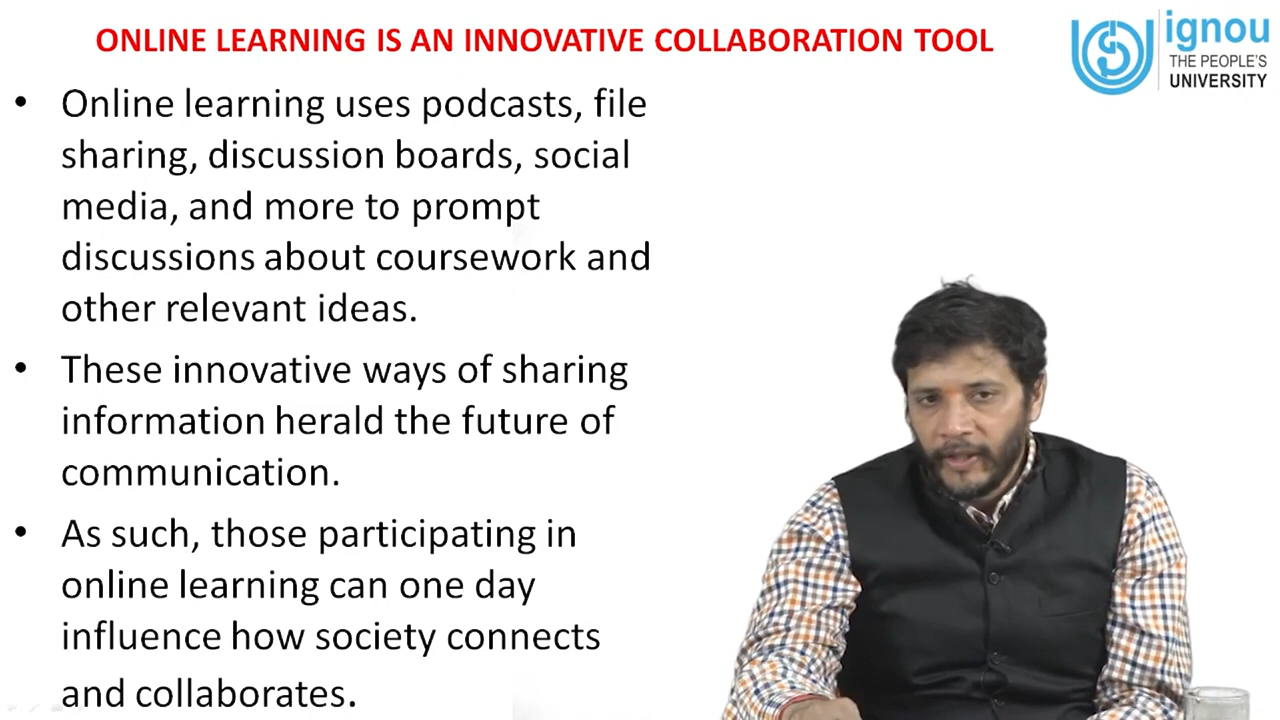 ONLINE LEARNING IS AN INNOVATIVE COLLABORATION TOOL
ignou
THE PEOPLE'S
UNIVERSITY
• Online learning uses podcasts, file
sharing, discussion boards, social
media, and more to prompt
discussions about coursework and
other relevant ideas.
• These innovative ways of sharing
information herald the future of
communication.
• As such, those participating in
online learning can one day
influence how society connects
and collaborates.